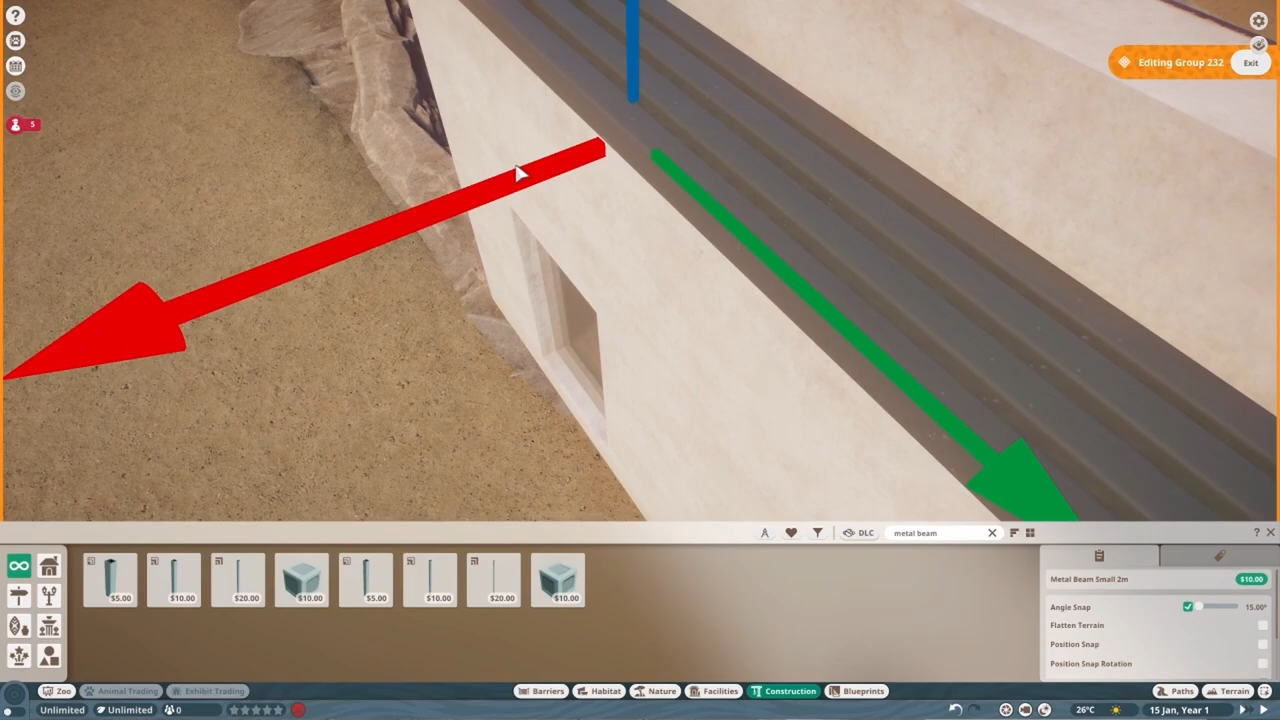 ?
Editing Group 232
Exit
5
DLC
metal beam
?
$5.00
$10.00
$20.00
$10.00
$5.00
$10.00
$20.00
$10.00
Metal Beam Small 2m
$10.00
Angle Snap
15.00°
Flatten Terrain
Position Snap
Position Snap Rotation
Zoo
Animal Trading
Exhibit Trading
Barriers
Habitat
Nature
Facilities
Construction
Blueprints
Paths
Terrain
Unlimited
Unlimited
0
26°C
15 Jan, Year 1